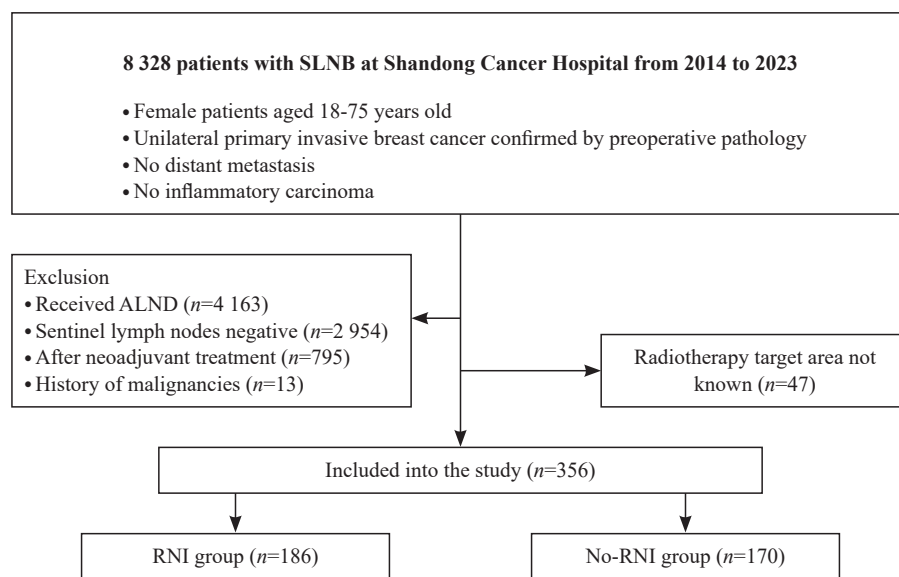 8 328 patients with SLNB at Shandong Cancer Hospital from 2014 to 2023
• Female patients aged 18-75 years old
• Unilateral primary invasive breast cancer confirmed by preoperative pathology
• No distant metastasis
• No inflammatory carcinoma
Exclusion
• Received ALND (n=4 163)
• Sentinel lymph nodes negative (n=2 954)
• After neoadjuvant treatment (n=795)
• History of malignancies (n=13)
Radiotherapy target area not
known (n=47)
Included into the study (n=356)
RNI group (n=186)
No-RNI group (n=170)